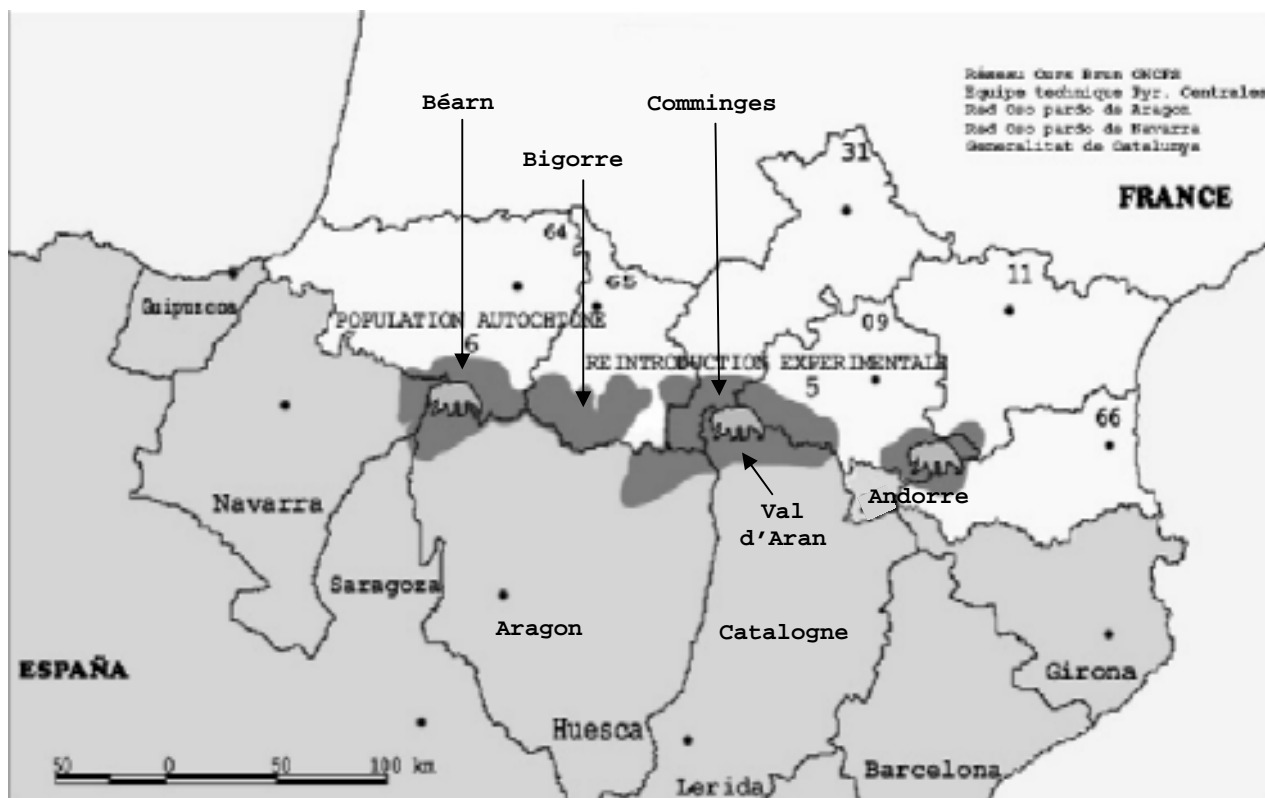 Réseau Ours Brun ONCFS
Equipe technique Pyr. Centrales
Red Oso pardo de Aragon
Red Oso pardo de Navarra
Generalitat de Catalunya
Béarn
Comminges
Bigorre
31
FRANCE
64
65
11
Guipuzcoa
POPULATION AUTOCHTONE
6
09
REINTRODUCTION EXPERIMENTALE
5
66
Navarra
Andorre
Val
d'Aran
Saragoza
Aragon
Catalogne
ESPAÑA
Girona
Huesca
50 0 50 100 km
Lerida
Barcelona